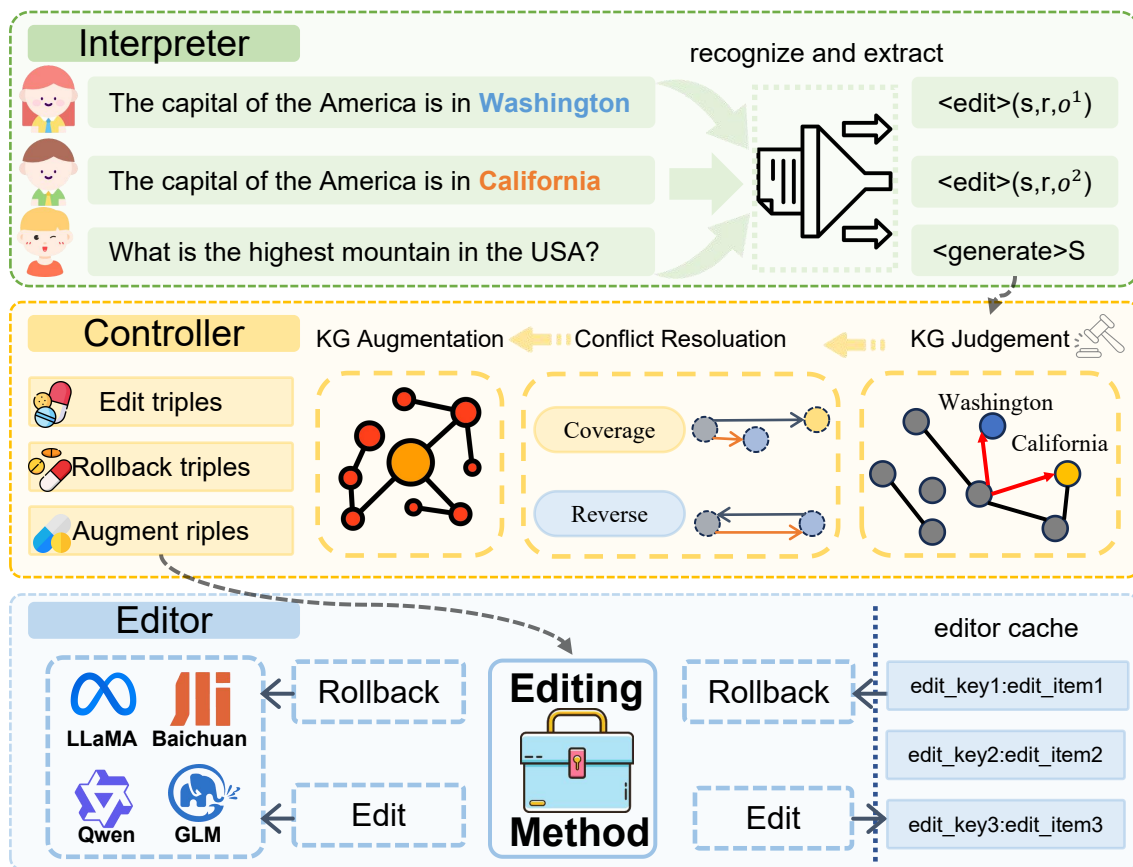 Interpreter
recognize and extract
The capital of the America is in Washington
<edit>(s,r,o¹)
The capital of the America is in California
<edit>(s,r,o²)
What is the highest mountain in the USA?
<generate>S
Controller
KG Augmentation
Conflict Resoluation
KG Judgement
Edit triples
Rollback triples
Augment riples
Coverage
Reverse
Washington
California
Editor
editor cache
LLaMA
Baichuan
Qwen
GLM
Rollback
Edit
Editing
Method
Rollback
Edit
edit_key1:edit_item1
edit_key2:edit_item2
edit_key3:edit_item3